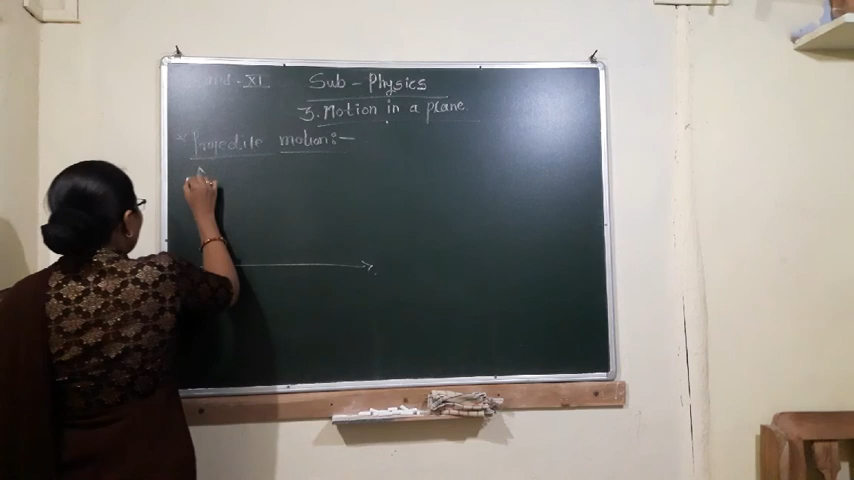 Sub - Physics
3. Motion in a plane
* Projectile motion:-